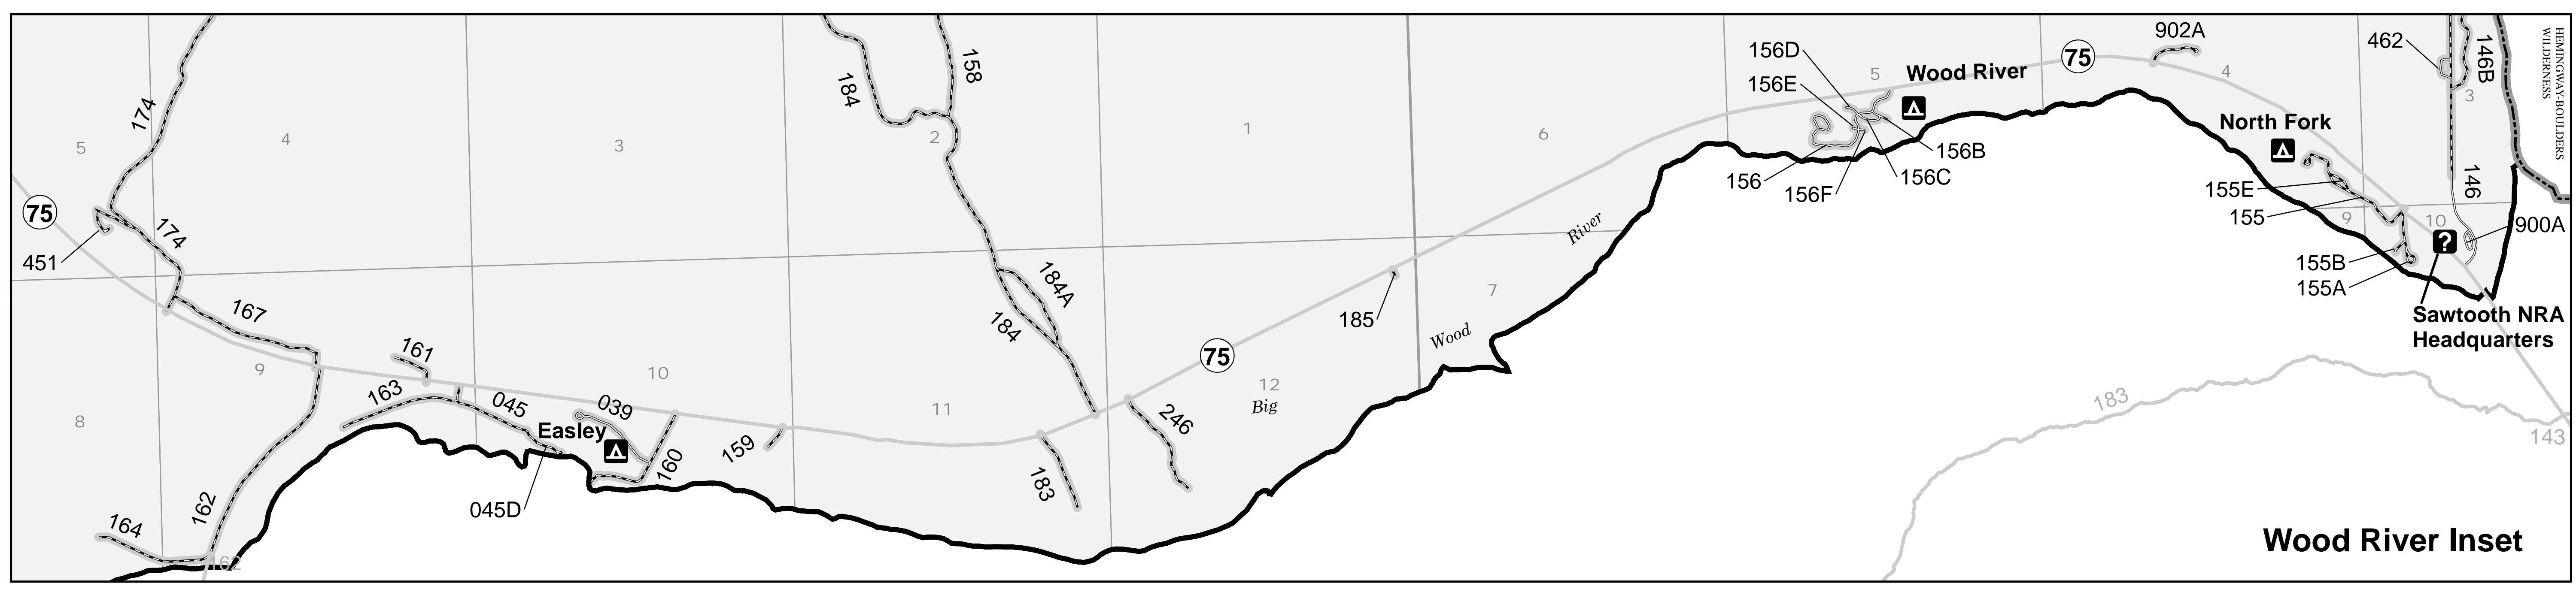 174
184
158
156D
156E
5
Wood River
75
902A
4
462
146B
3
HEMINGWAY-BOULDERS
WILDERNESS
5
4
3
2
1
6
North Fork
156B
156
156F
156C
155E
155
9
10
146
900A
75
451
174
167
184A
184
185
7
River
Wood
75
155B
155A
Sawtooth NRA
Headquarters
9
161
163
045
10
039
Easley
160
159
11
12
Big
246
183
183
143
8
162
164
162
045D
Wood River Inset